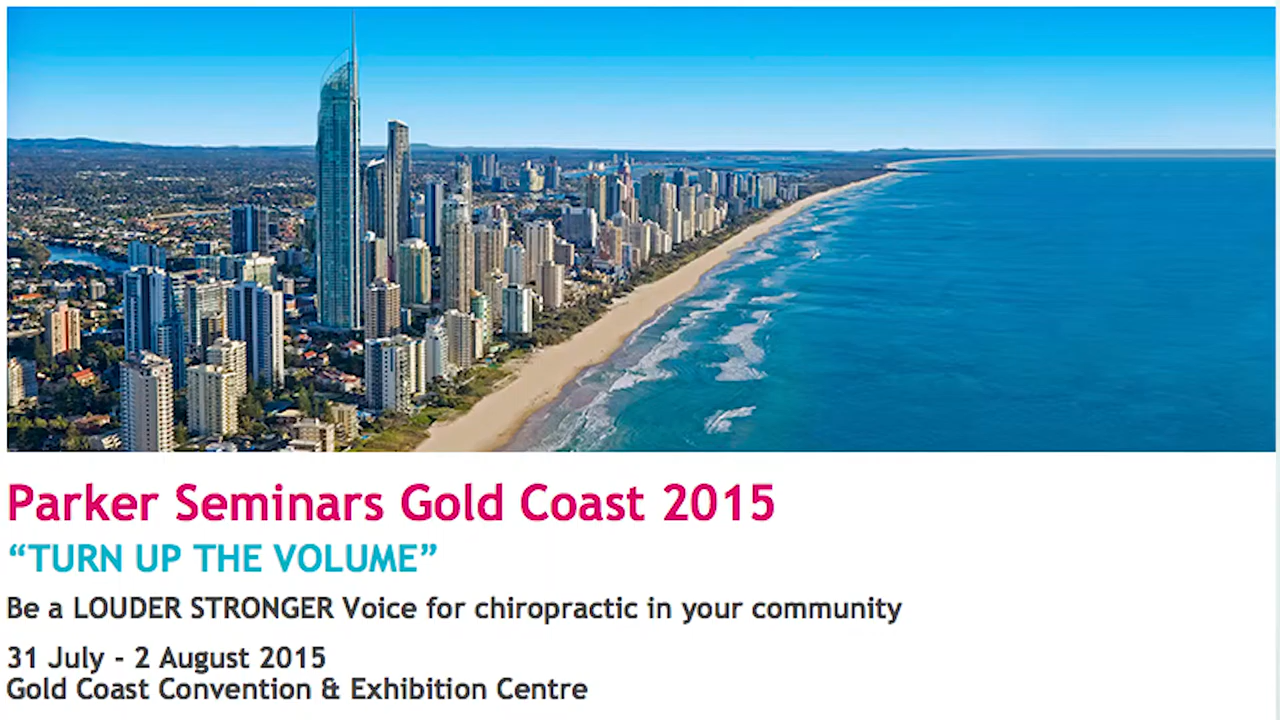 Parker Seminars Gold Coast 2015
“TURN UP THE VOLUME”
Be a LOUDER STRONGER Voice for chiropractic in your community
31 July - 2 August 2015
Gold Coast Convention & Exhibition Centre